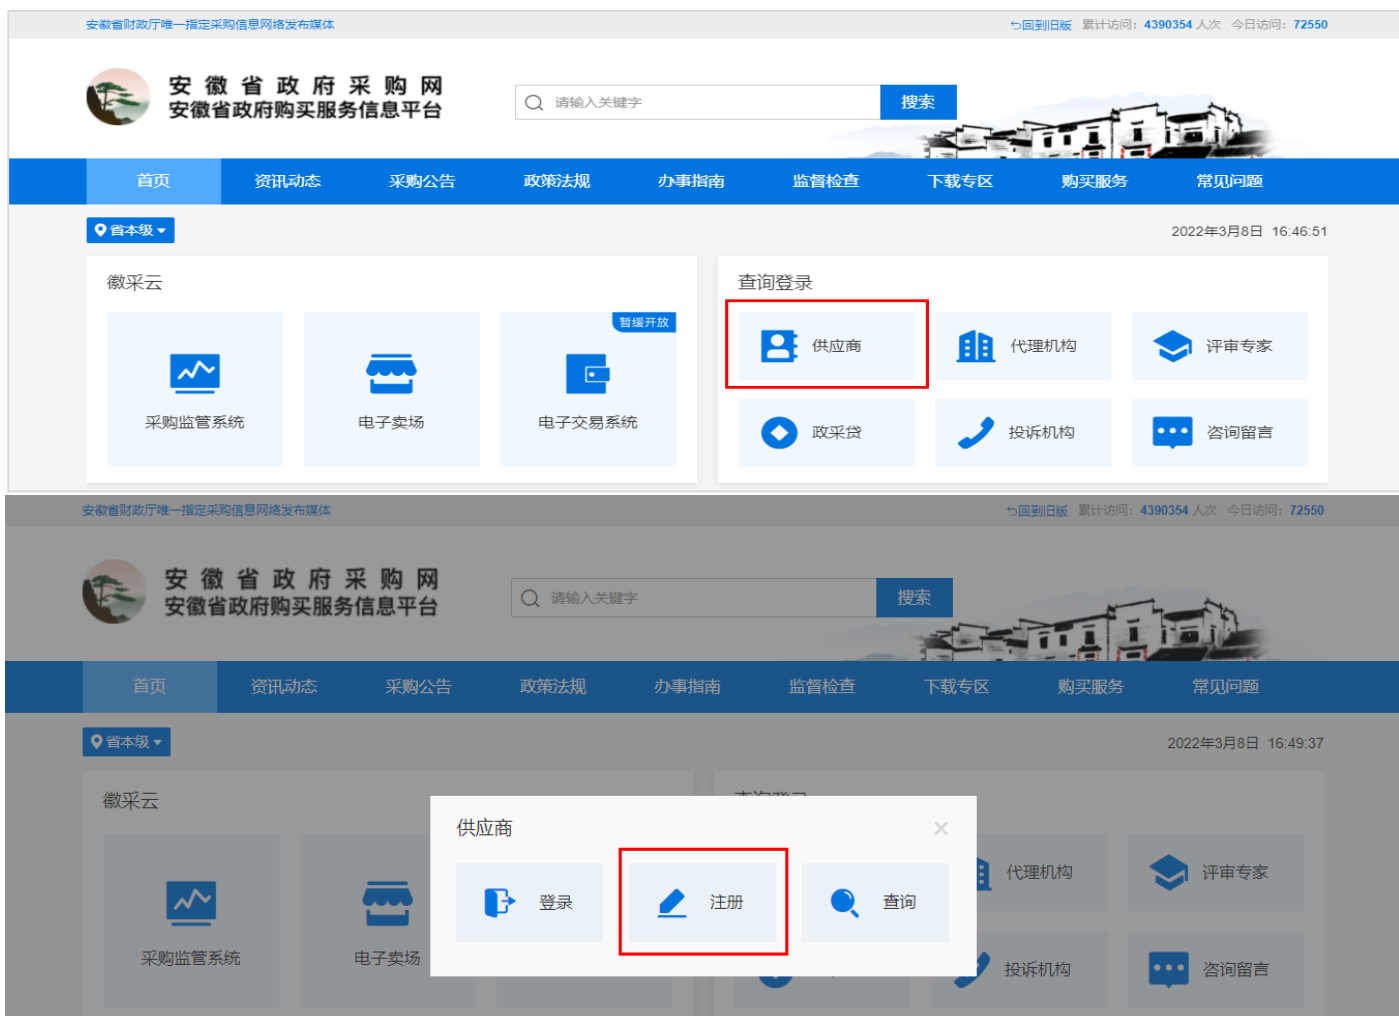 安徽省财政厅唯一指定采购信息网络发布媒体
回到旧版 累计访问：4390354 人次 今日访问：72550
安徽省政府采购网
安徽省政府购买服务信息平台
请输入关键字
搜索
首页 资讯动态 采购公告 政策法规 办事指南 监督检查 下载专区 购买服务 常见问题
省本级
2022年3月8日 16:46:51
徽采云
查询登录
暂缓开放
供应商 代理机构 评审专家
采购监管系统 电子卖场 电子交易系统
政采贷 投诉机构 咨询留言
安徽省财政厅唯一指定采购信息网络发布媒体
回到旧版 累计访问：4390354 人次 今日访问：72550
安徽省政府采购网
安徽省政府购买服务信息平台
请输入关键字
搜索
首页 资讯动态 采购公告 政策法规 办事指南 监督检查 下载专区 购买服务 常见问题
省本级
2022年3月8日 16:49:37
徽采云
供应商
×
登录 注册 查询
代理机构 评审专家
采购监管系统 电子卖场
投诉机构 咨询留言